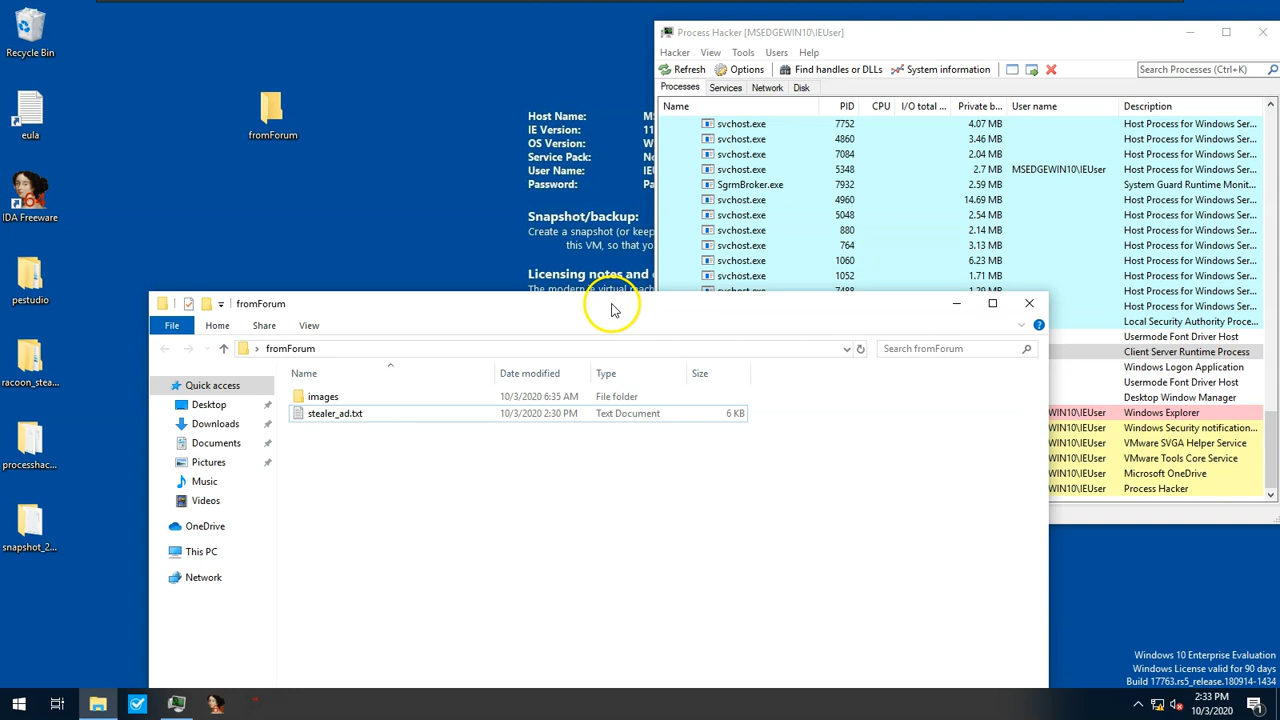 Recycle Bin
eula
IDA Freeware
pestudio
racoon_stea...
processhac...
snapshot_2...
fromForum
Host Name:
IE Version:
OS Version:
Service Pack:
User Name:
Password:
Snapshot/backup:
Create a snapshot (or keep
this VM, so that you
Licensing notes and
The modern
Process Hacker [MSEDGEWIN10\IEUser]
Hacker View Tools Users Help
Refresh Options Find handles or DLLs System information Search Processes (Ctrl+K)
Processes Services Network Disk
Name PID CPU I/O total ... Private b... User name Description
svchost.exe 7752 4.07 MB Host Process for Windows Ser...
svchost.exe 4860 3.46 MB Host Process for Windows Ser...
svchost.exe 7084 2.04 MB Host Process for Windows Ser...
svchost.exe 5348 2.7 MB MSEDGEWIN10\IEUser Host Process for Windows Ser...
SgrmBroker.exe 7932 2.59 MB System Guard Runtime Monit...
svchost.exe 4960 14.69 MB Host Process for Windows Ser...
svchost.exe 5048 2.54 MB Host Process for Windows Ser...
svchost.exe 880 2.14 MB Host Process for Windows Ser...
svchost.exe 764 3.13 MB Host Process for Windows Ser...
svchost.exe 1060 6.23 MB Host Process for Windows Ser...
svchost.exe 1052 1.71 MB Host Process for Windows Ser...
Host Process for Windows Ser...
Host Process for Windows Ser...
Local Security Authority Proce...
Usermode Font Driver Host
Client Server Runtime Process
Windows Logon Application
Usermode Font Driver Host
Desktop Window Manager
WIN10\IEUser Windows Explorer
WIN10\IEUser Windows Security notification...
WIN10\IEUser VMware SVGA Helper Service
WIN10\IEUser VMware Tools Core Service
WIN10\IEUser Microsoft OneDrive
WIN10\IEUser Process Hacker
fromForum
File Home Share View
fromForum
Search fromForum
Name Date modified Type Size
images 10/3/2020 6:35 AM File folder
stealer_ad.txt 10/3/2020 2:30 PM Text Document 6 KB
Quick access
Desktop
Downloads
Documents
Pictures
Music
Videos
OneDrive
This PC
Network
Windows 10 Enterprise Evaluation
Windows License valid for 90 days
Build 17763.rs5_release.180914-1434
2:33 PM
10/3/2020
1